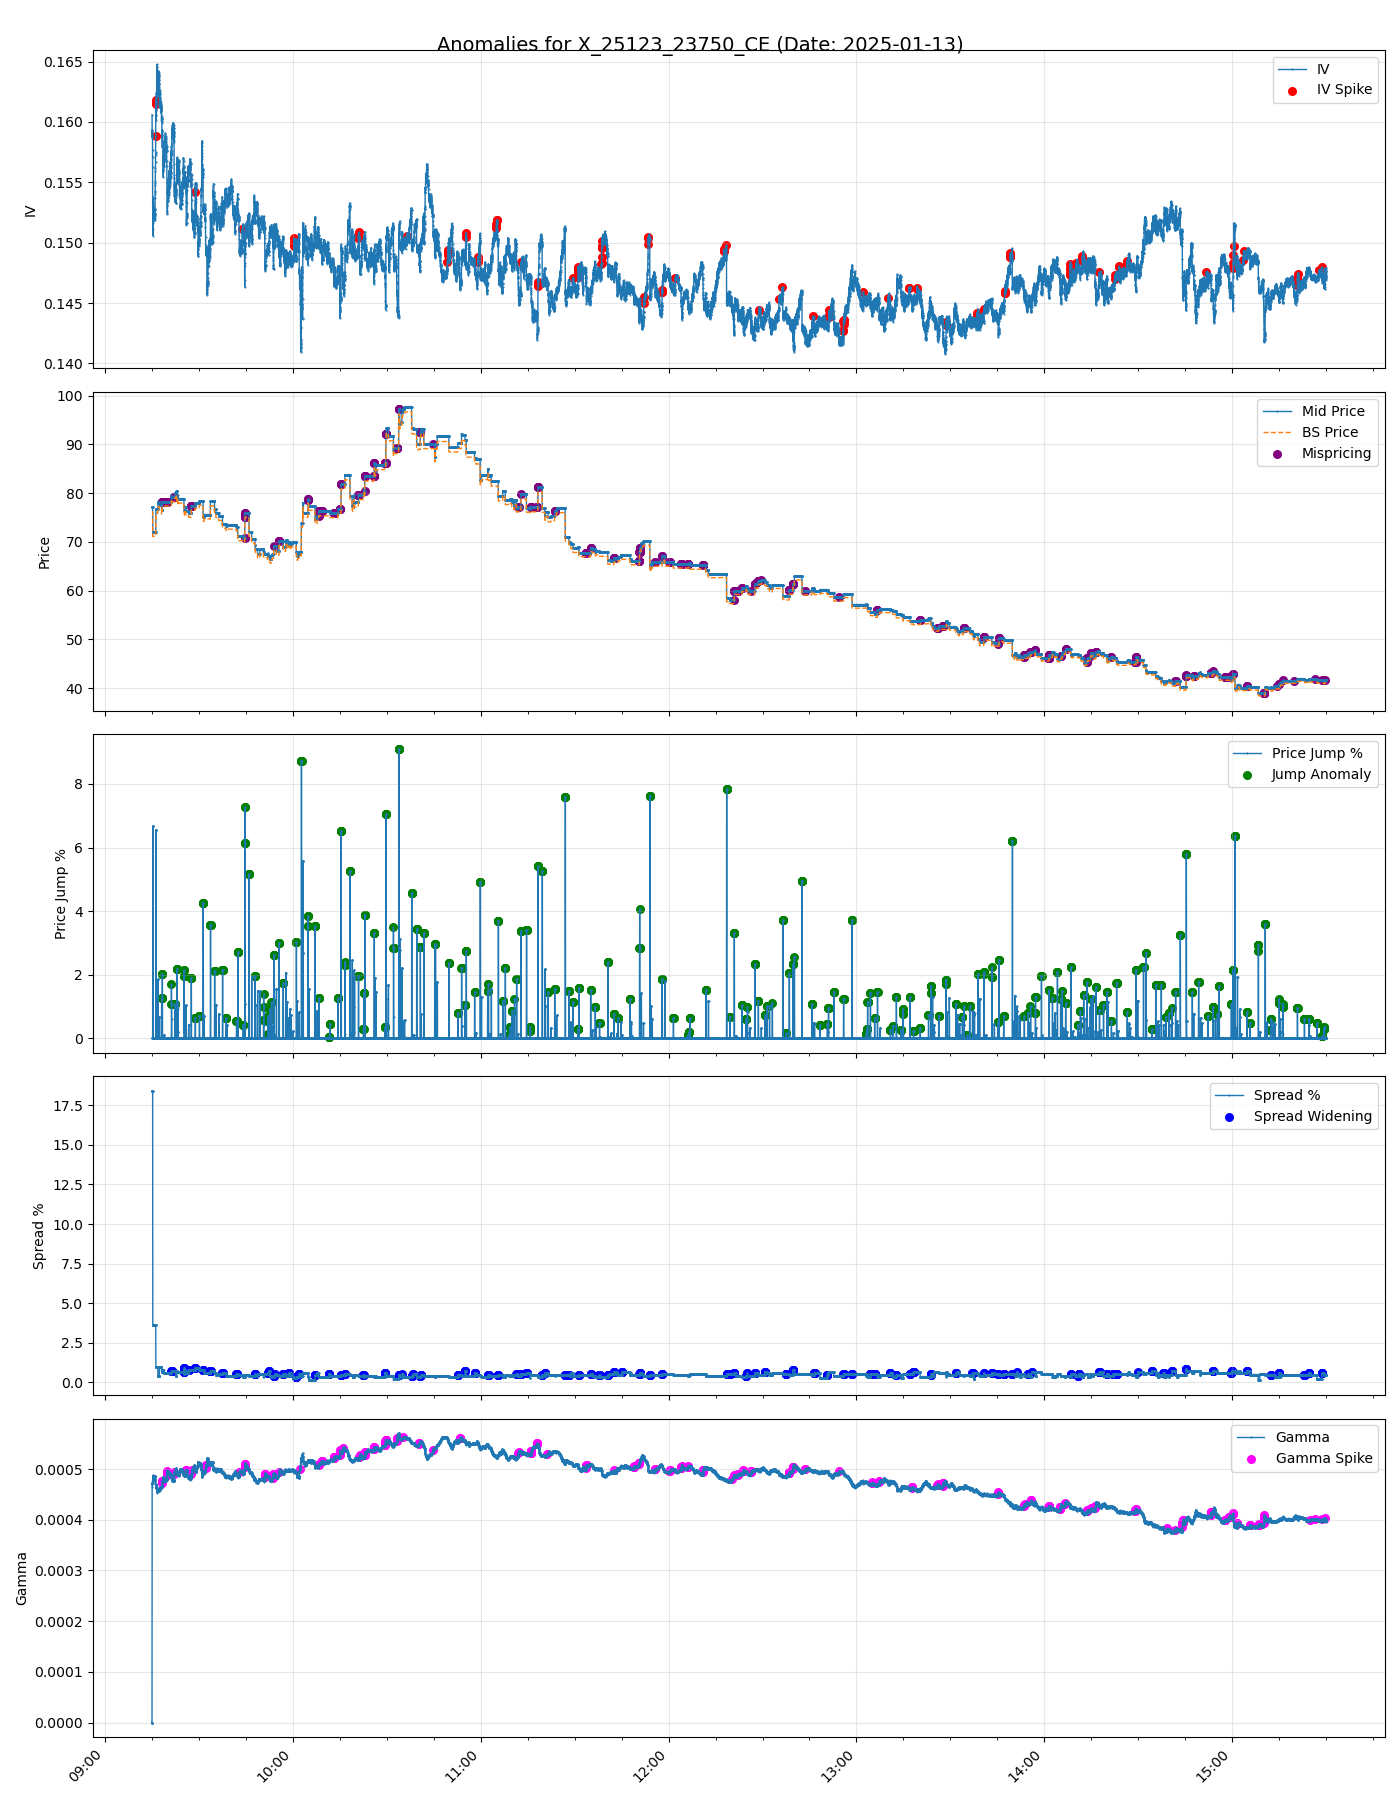 Anomalies for X_25123_23750_CE (Date: 2025-01-13)
IV
IV Spike
0.165
0.160
0.155
0.150
0.145
0.140
IV
Mid Price
BS Price
Mispricing
100
90
80
70
60
50
40
Price
Price Jump %
Jump Anomaly
8
6
4
2
0
Price Jump %
Spread %
Spread Widening
17.5
15.0
12.5
10.0
7.5
5.0
2.5
0.0
Spread %
Gamma
Gamma Spike
0.0005
0.0004
0.0003
0.0002
0.0001
0.0000
Gamma
09:00
10:00
11:00
12:00
13:00
14:00
15:00